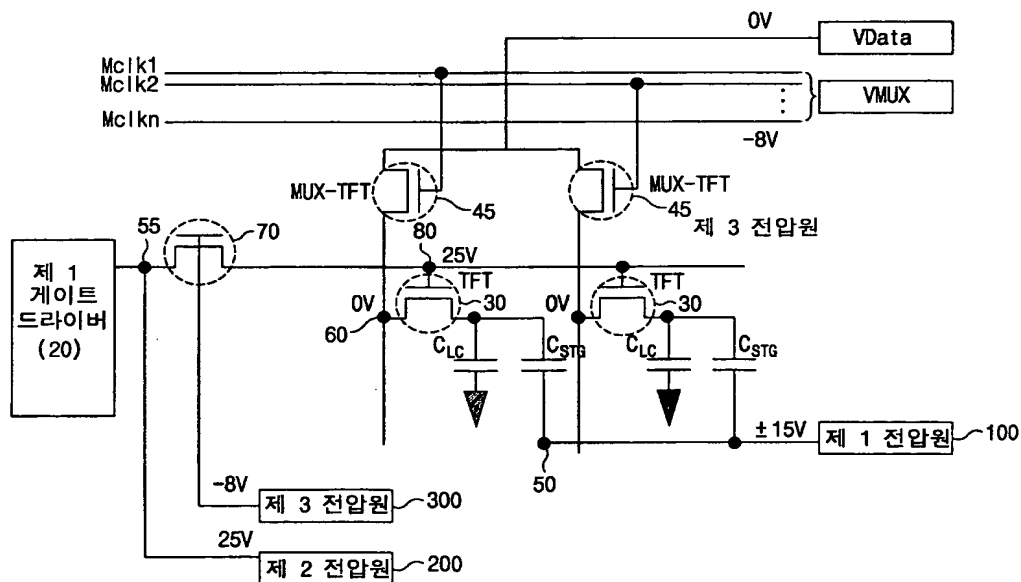 0V
VData
Mclk1
Mclk2
Mclkn
VMUX
-8V
MUX-TFT
45
MUX-TFT
45
제 3 전압원
55
70
80
25V
제 1
게이트
드라이버
(20)
TFT
30
TFT
30
0V
60
0V
CLC
CSTG
CLC
CSTG
±15V
제 1 전압원
100
50
-8V
제 3 전압원
300
25V
제 2 전압원
200